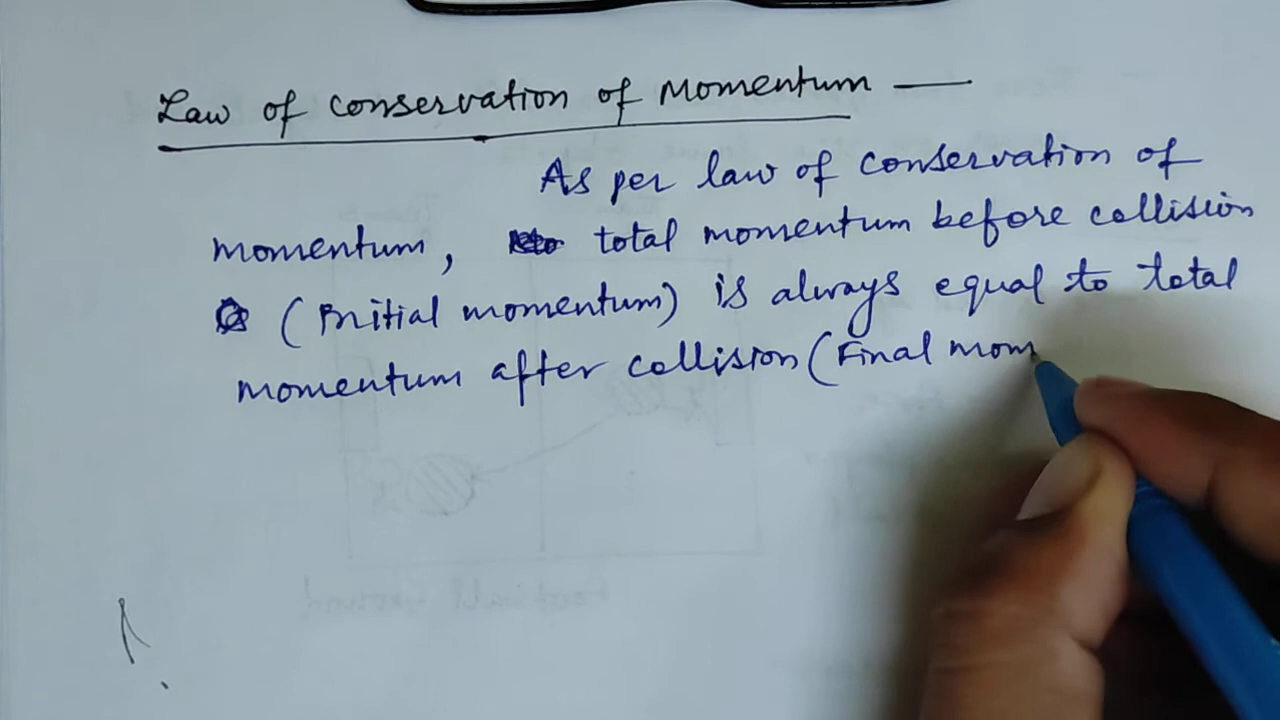 Law of conservation of Momentum —
As per law of conservation of
momentum, total momentum before collision
(Initial momentum) is always equal to total
momentum after collision (Final mom